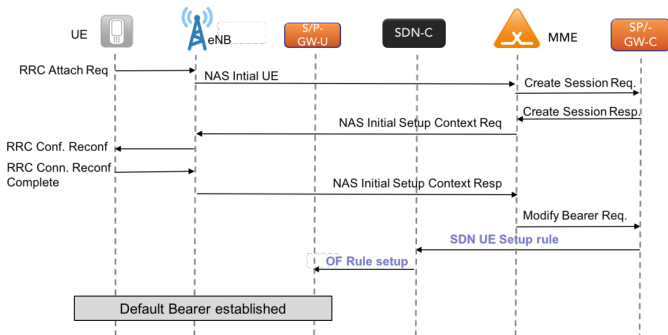 UE
eNB
S/P-
GW-U
SDN-C
MME
SP/-
GW-C
RRC Attach Req
NAS Intial UE
Create Session Req.
Create Session Resp.
NAS Initial Setup Context Req
RRC Conf. Reconf
RRC Conn. Reconf
Complete
NAS Initial Setup Context Resp
Modify Bearer Req.
SDN UE Setup rule
OF Rule setup
Default Bearer established